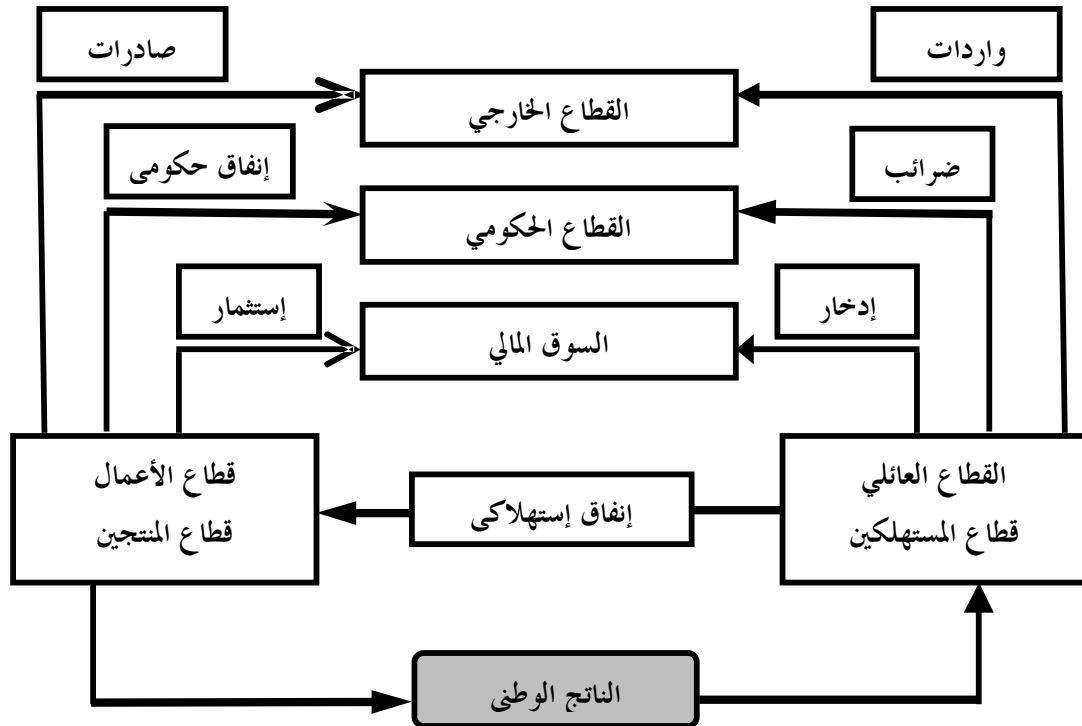 واردات
صادرات
القطاع الخارجي
ضرائب
إنفاق حكومى
القطاع الحكومي
إدخار
إستثمار
السوق المالي
القطاع العائلي
قطاع المستهلكين
إنفاق إستهلاكى
قطاع الأعمال
قطاع المنتجين
الناتج الوطنى